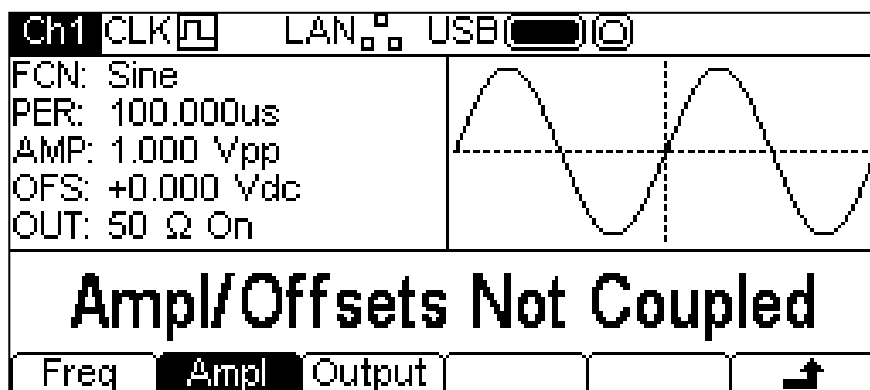 Ch1 CLK LAN USB
FCN: Sine
PER: 100.000us
AMP: 1.000 Vpp
OFS: +0.000 Vdc
OUT: 50 Ω On
Ampl/Offsets Not Coupled
Freq Ampl Output